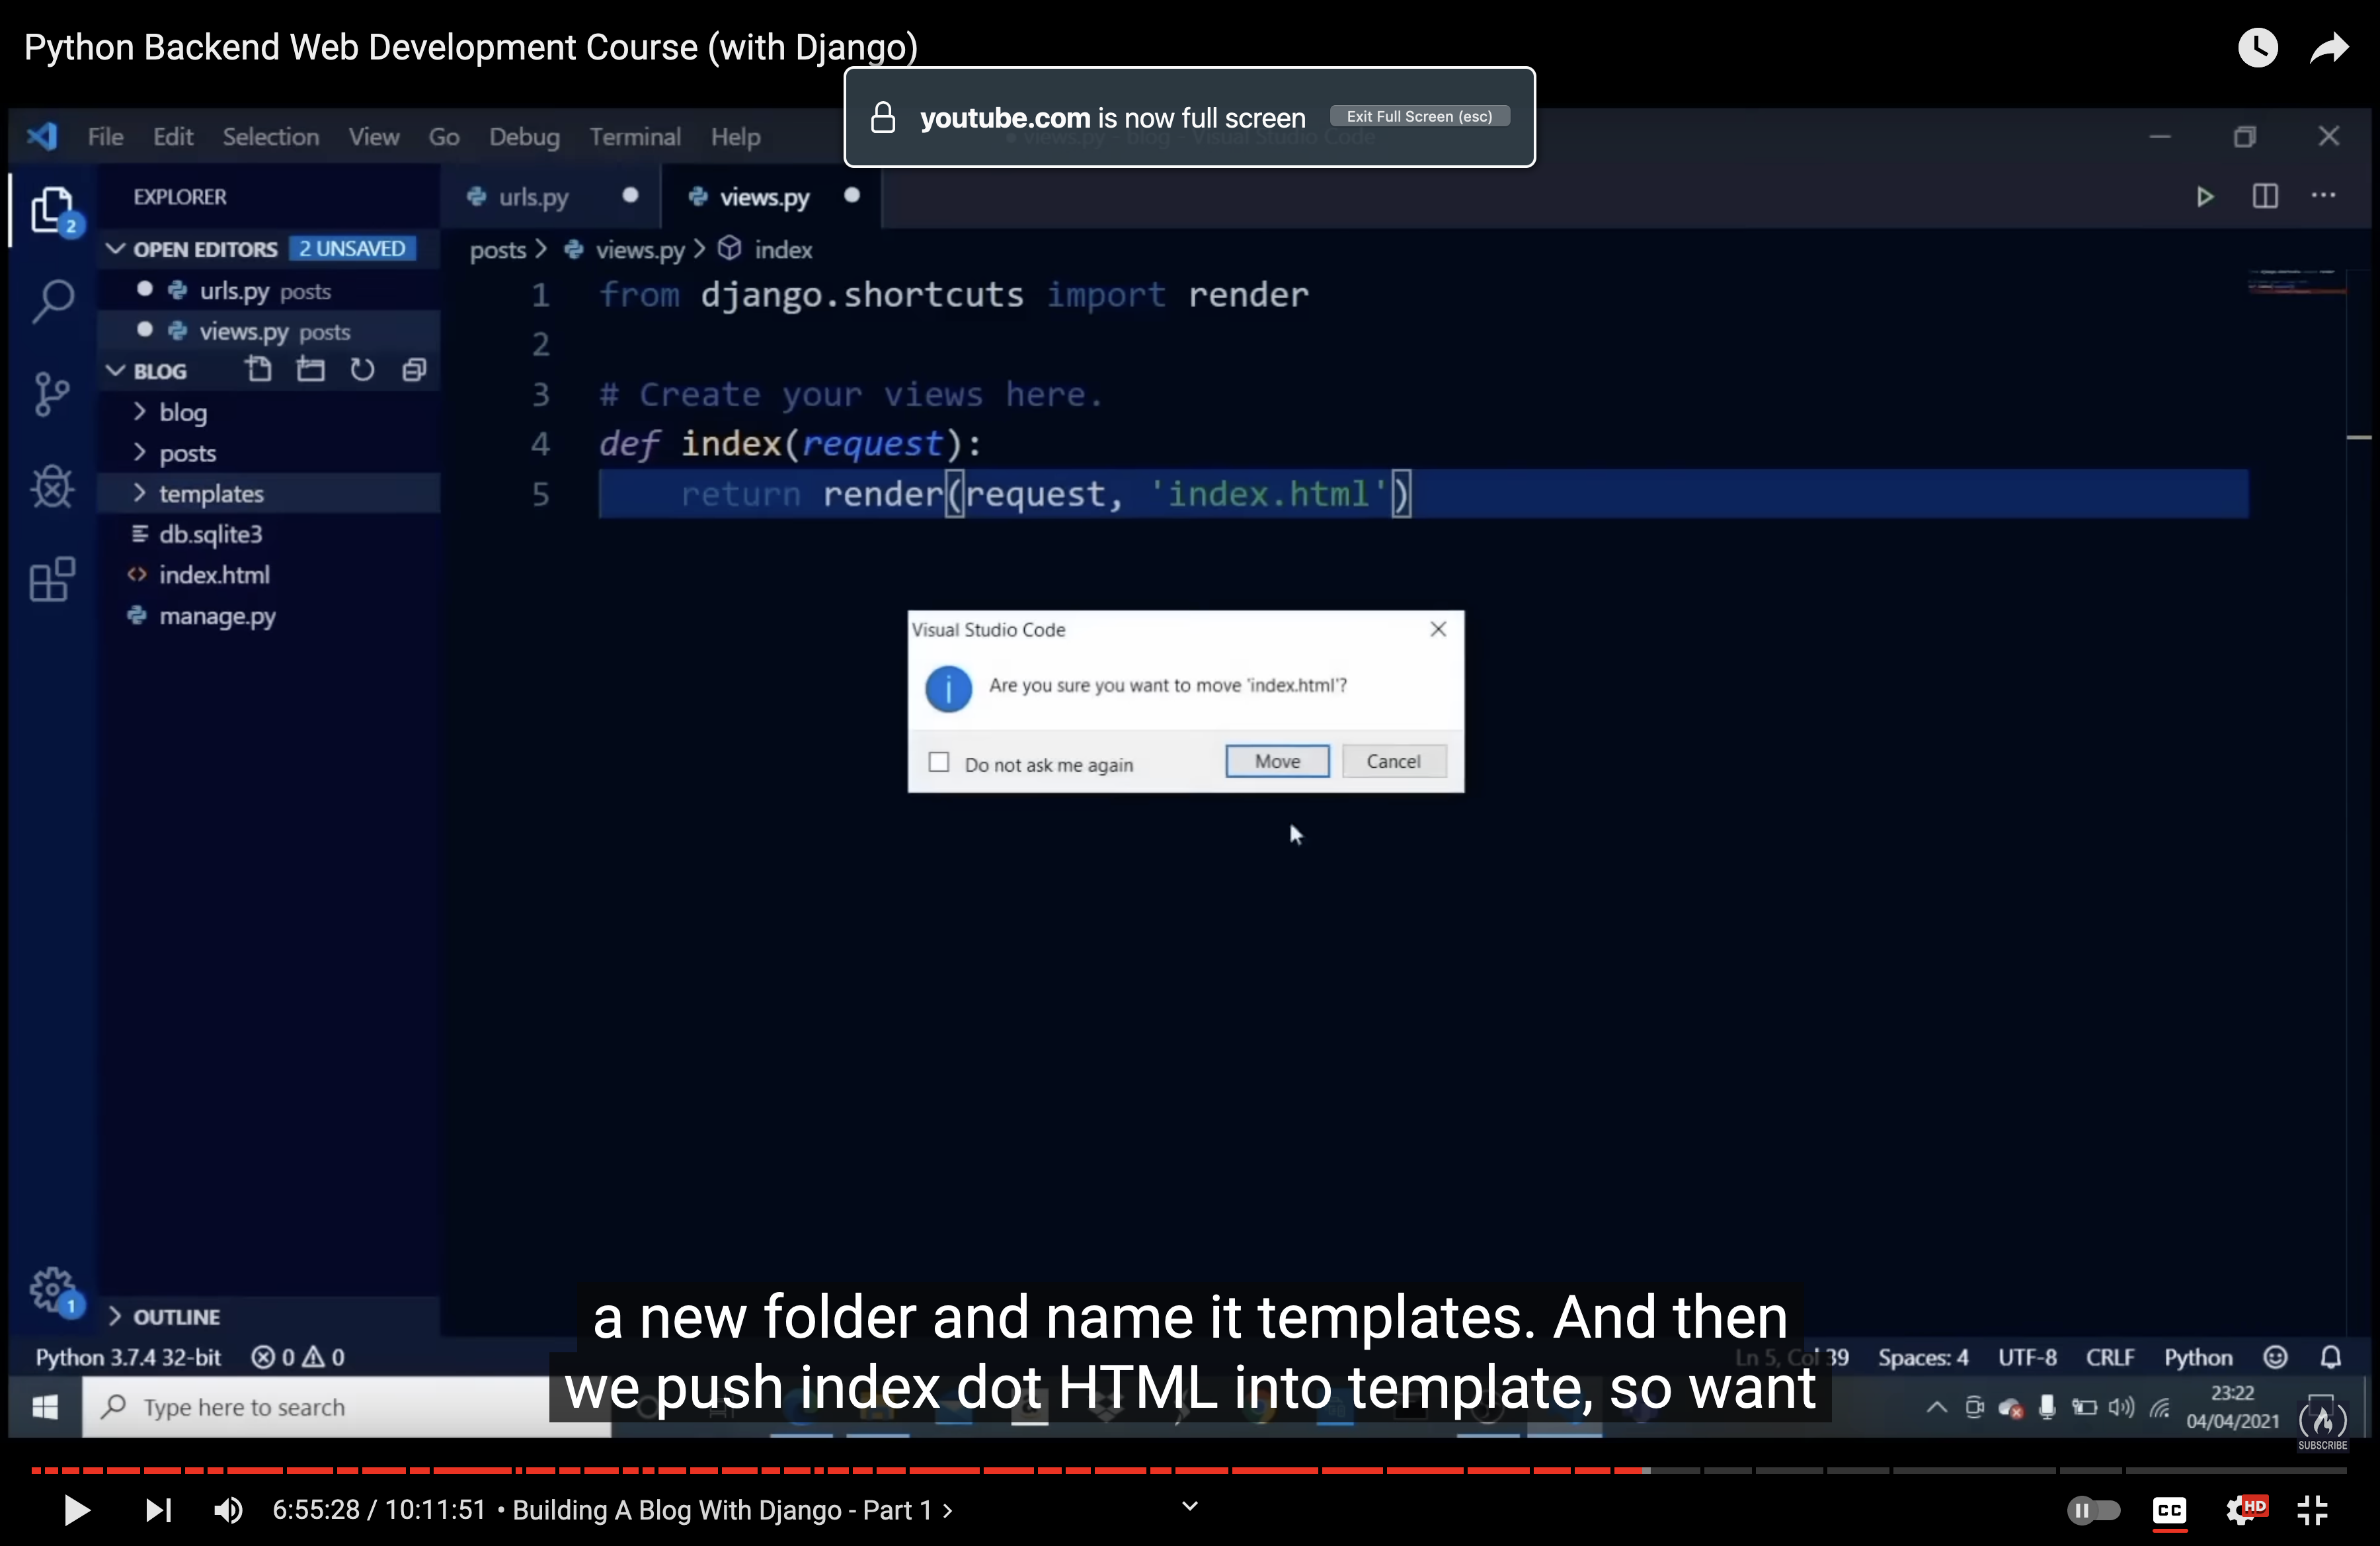 Python Backend Web Development Course (with Django)
youtube.com is now full screen Exit Full Screen (esc)
File Edit Selection View Go Debug Terminal Help
EXPLORER
urls.py
views.py
2
OPEN EDITORS 2 UNSAVED
posts > views.py > index
urls.py posts
views.py posts
BLOG
blog
posts
templates
db.sqlite3
index.html
manage.py
1 from django.shortcuts import render
2
3 # Create your views here.
4 def index(request):
5 return render(request, 'index.html')
Visual Studio Code
Are you sure you want to move 'index.html'?
Do not ask me again
Move
Cancel
1
OUTLINE
a new folder and name it templates. And then
we push index dot HTML into template, so want
Python 3.7.4 32-bit 0 0
Ln 5, Col 39 Spaces: 4 UTF-8 CRLF Python
Type here to search
23:22
04/04/2021
SUBSCRIBE
6:55:28 / 10:11:51 • Building A Blog With Django - Part 1 >
CC
HD